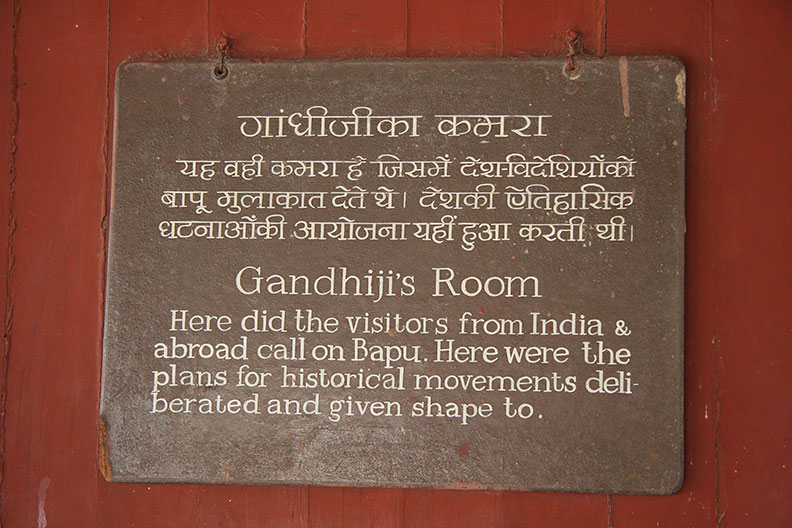 गांधीजीका कमरा
यह वही कमरा है जिसमें देश-विदेशियोंको
बापू मुलाकात देते थे। देशकी ऐतिहासिक
घटनाओंकी आयोजना यहीं हुआ करती थी।
Gandhiji's Room
Here did the visitors from India &
abroad call on Bapu. Here were the
plans for historical movements deli-
berated and given shape to.